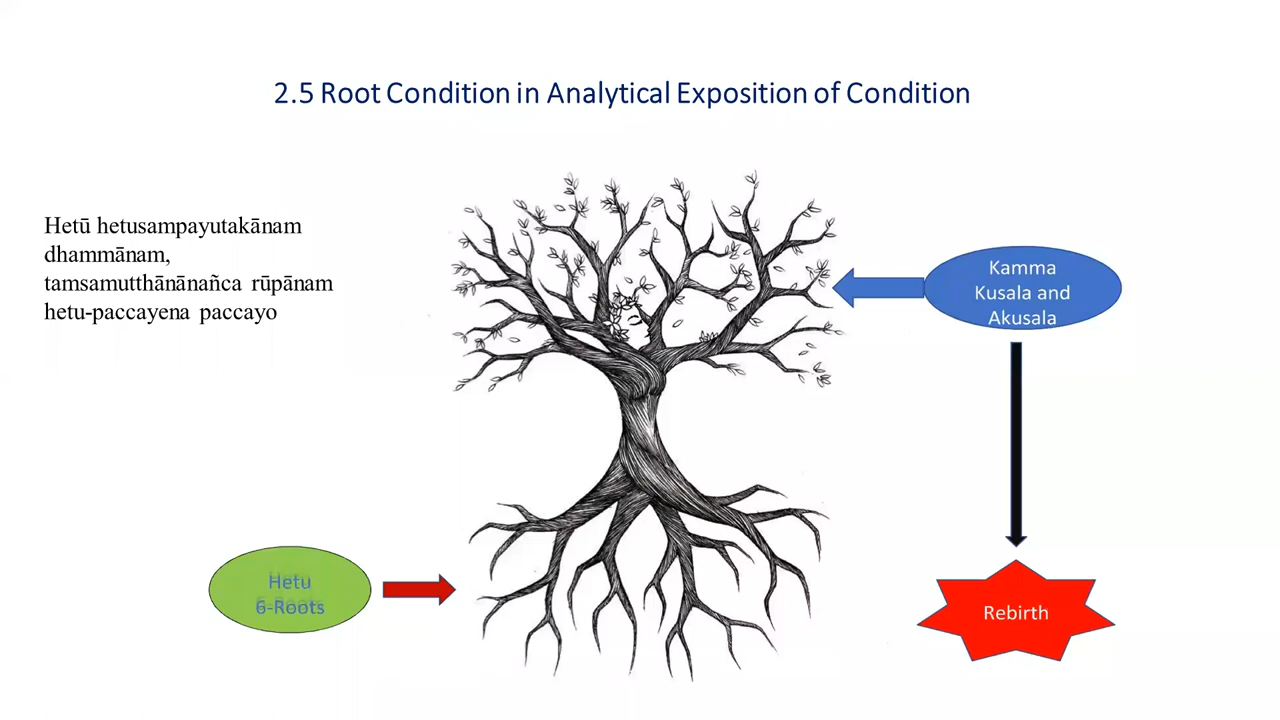 2.5 Root Condition in Analytical Exposition of Condition
Hetū hetusampayutakānam
dhammānam,
tamsamutthānānañca rūpānam
hetu-paccayena paccayo
Kamma
Kusala and
Akusala
Hetu
6-Roots
Rebirth